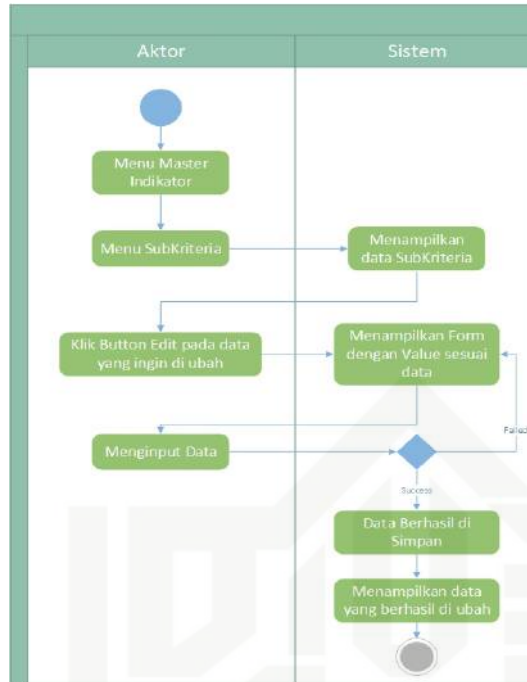 Aktor
Sistem
Menu Master
Indikator
Menu SubKriteria
Menampilkan
data SubKriteria
Klik Button Edit pada data
yang ingin di ubah
Menampilkan Form
dengan Value sesuai
data
Menginput Data
Failed
Success
Data Berhasil di
Simpan
Menampilkan data
yang berhasil di ubah